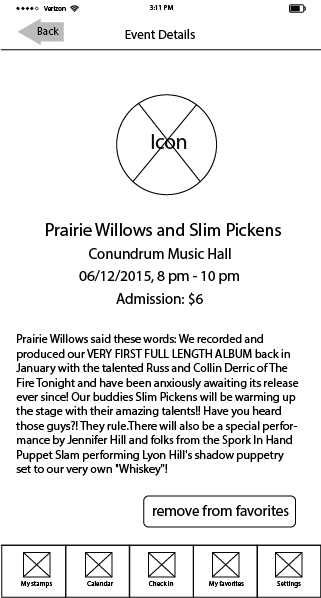 Verizon 3:11 PM
Back
Event Details
Icon
Prairie Willows and Slim Pickens
Conundrum Music Hall
06/12/2015, 8 pm - 10 pm
Admission: $6
Prairie Willows said these words: We recorded and
produced our VERY FIRST FULL LENGTH ALBUM back in
January with the talented Russ and Collin Derric of The
Fire Tonight and have been anxiously awaiting its release
ever since! Our buddies Slim Pickens will be warming up
the stage with their amazing talents!! Have you heard
those guys?! They rule.There will also be a special perfor-
mance by Jennifer Hill and folks from the Spork In Hand
Puppet Slam performing Lyon Hill's shadow puppetry
set to our very own "Whiskey"!
remove from favorites
My stamps Calendar Check In My favorites Settings